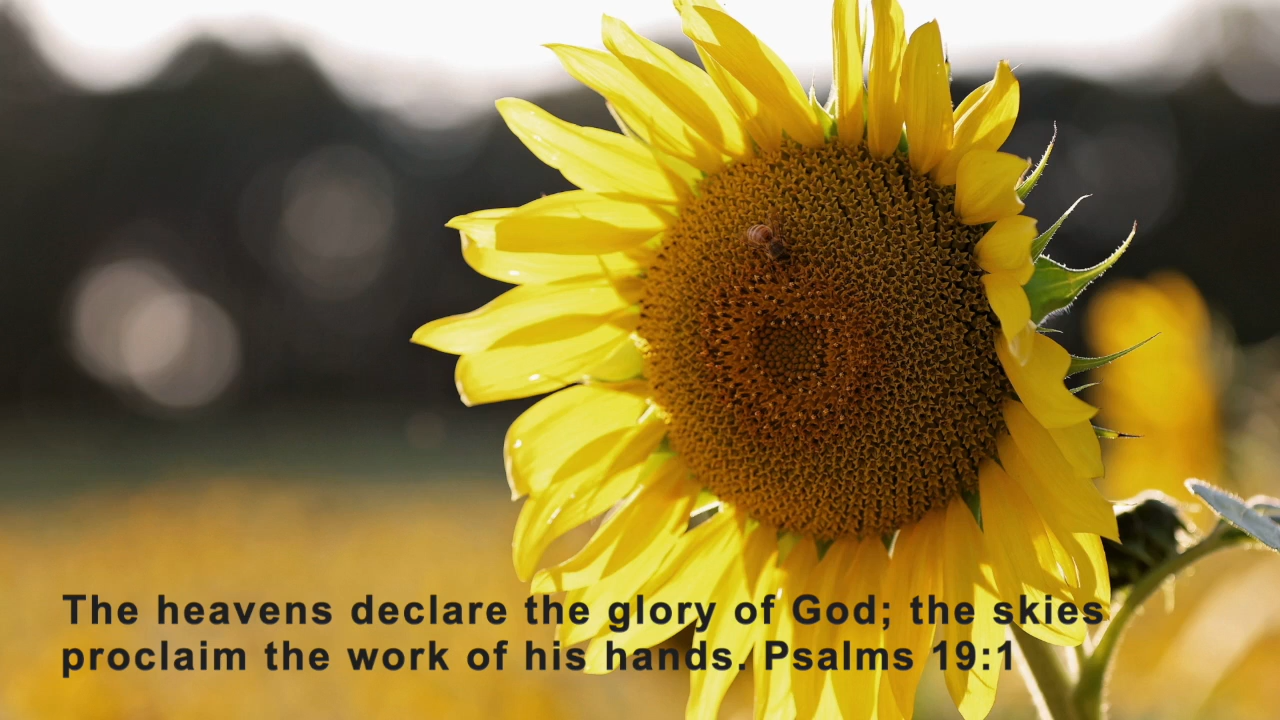 The heavens declare the glory of God; the skies
proclaim the work of his hands. Psalms 19:1